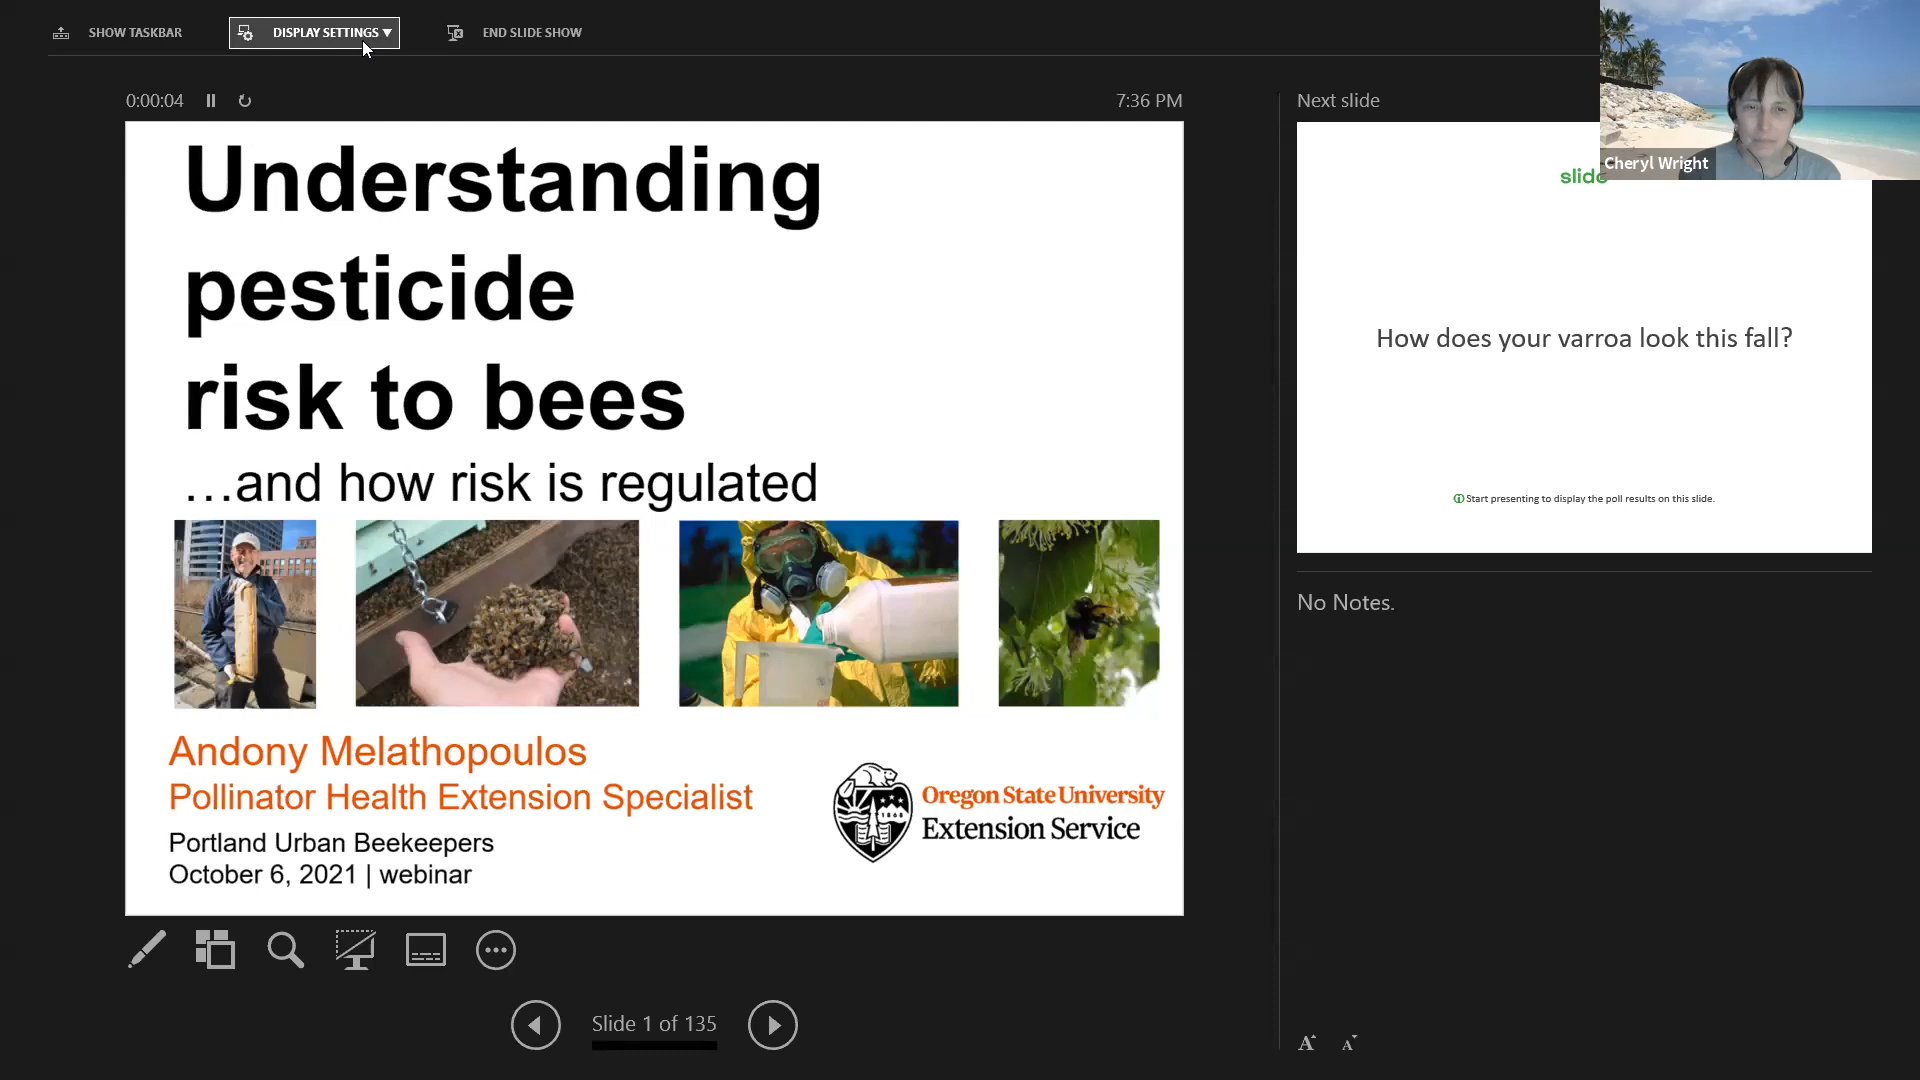 SHOW TASKBAR
DISPLAY SETTINGS ▼
END SLIDE SHOW
0:00:04
7:36 PM
Next slide
Understanding
pesticide
risk to bees
…and how risk is regulated
Andony Melathopoulos
Pollinator Health Extension Specialist
Portland Urban Beekeepers
October 6, 2021 | webinar
1868
Oregon State University
Extension Service
Cheryl Wright
How does your varroa look this fall?
Start presenting to display the poll results on this slide.
No Notes.
Slide 1 of 135
A A